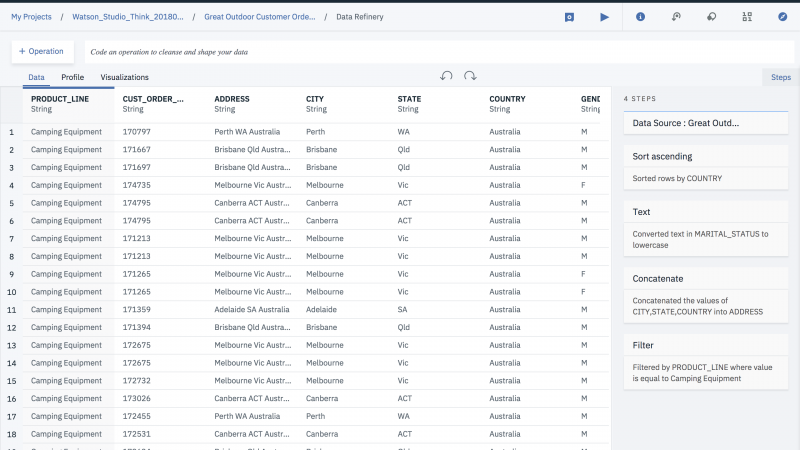 My Projects / Watson_Studio_Think_20180... / Great Outdoor Customer Orde... / Data Refinery
+ Operation Code an operation to cleanse and shape your data
Data Profile Visualizations Steps
PRODUCT_LINE CUST_ORDER_... ADDRESS CITY STATE COUNTRY GEND
String String String String String String String
1 Camping Equipment 170797 Perth WA Australia Perth WA Australia M
2 Camping Equipment 171667 Brisbane Qld Austra... Brisbane Qld Australia M
3 Camping Equipment 171697 Brisbane Qld Austra... Brisbane Qld Australia M
4 Camping Equipment 174735 Melbourne Vic Austr... Melbourne Vic Australia F
5 Camping Equipment 174795 Canberra ACT Austr... Canberra ACT Australia M
6 Camping Equipment 174795 Canberra ACT Austr... Canberra ACT Australia M
7 Camping Equipment 171213 Melbourne Vic Austr... Melbourne Vic Australia M
8 Camping Equipment 171213 Melbourne Vic Austr... Melbourne Vic Australia M
9 Camping Equipment 171265 Melbourne Vic Austr... Melbourne Vic Australia F
10 Camping Equipment 171265 Melbourne Vic Austr... Melbourne Vic Australia F
11 Camping Equipment 171359 Adelaide SA Australia Adelaide SA Australia M
12 Camping Equipment 171394 Brisbane Qld Austra... Brisbane Qld Australia M
13 Camping Equipment 172675 Melbourne Vic Austr... Melbourne Vic Australia M
14 Camping Equipment 172675 Melbourne Vic Austr... Melbourne Vic Australia M
15 Camping Equipment 172732 Melbourne Vic Austr... Melbourne Vic Australia M
16 Camping Equipment 173026 Canberra ACT Austr... Canberra ACT Australia M
17 Camping Equipment 172455 Perth WA Australia Perth WA Australia M
18 Camping Equipment 172531 Canberra ACT Austr... Canberra ACT Australia M
4 STEPS
Data Source : Great Outd...
Sort ascending
Sorted rows by COUNTRY
Text
Converted text in MARITAL_STATUS to
lowercase
Concatenate
Concatenated the values of
CITY,STATE,COUNTRY into ADDRESS
Filter
Filtered by PRODUCT_LINE where value
is equal to Camping Equipment